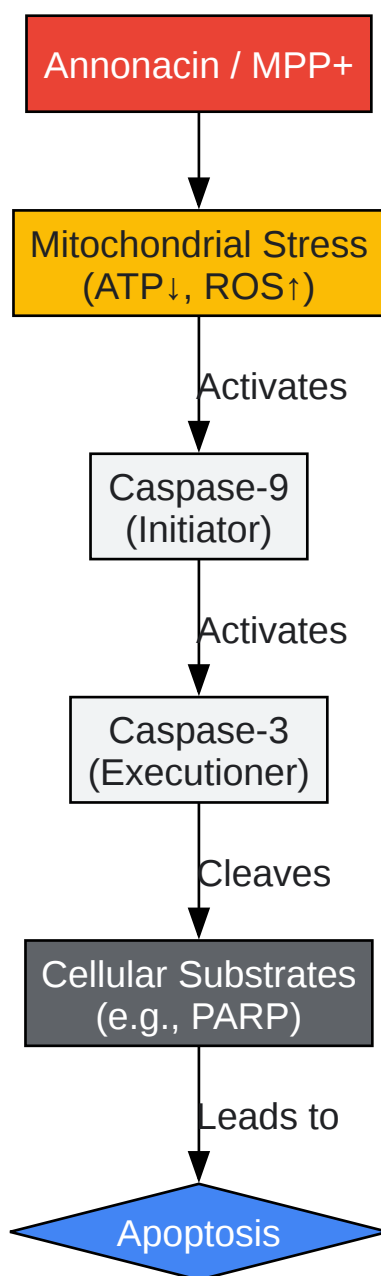 Annonacin / MPP+
Mitochondrial Stress
(ATP↓, ROS↑)
Activates
Caspase-9
(Initiator)
Activates
Caspase-3
(Executioner)
Cleaves
Cellular Substrates
(e.g., PARP)
Leads to
Apoptosis